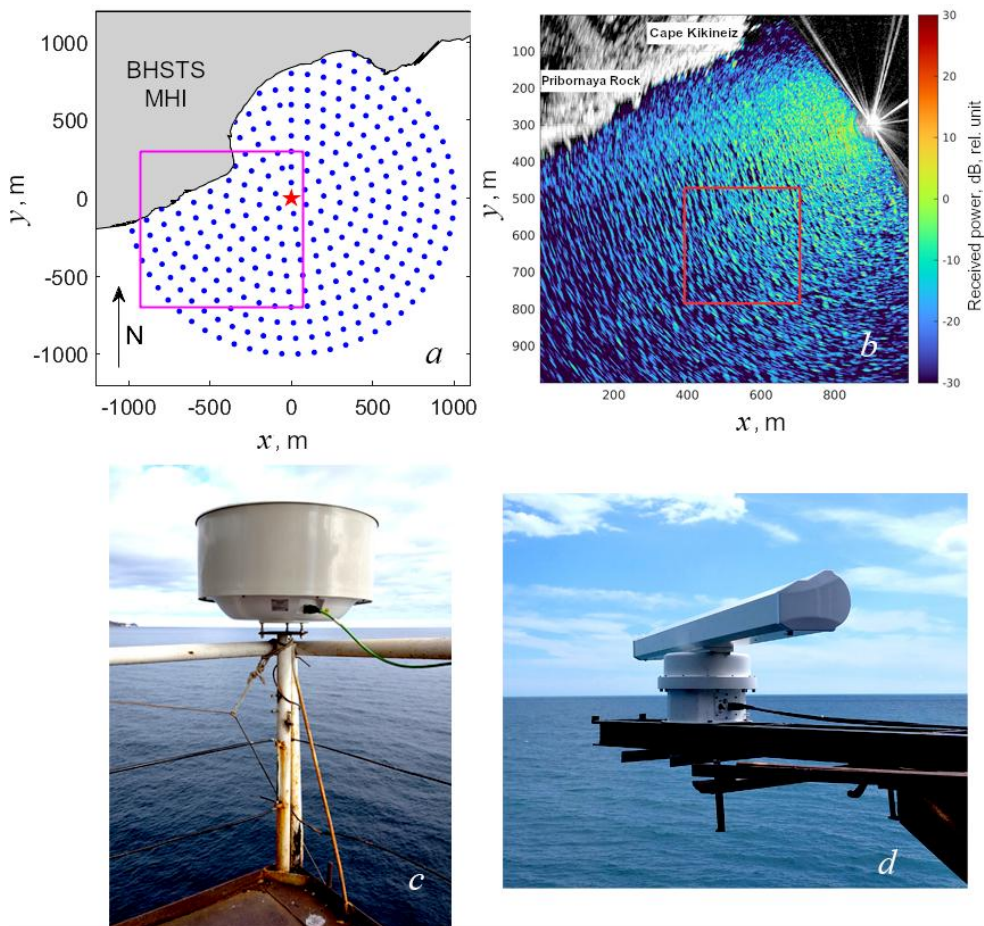 1000
500
0
-500
-1000
BHSTS
MHI
N
a
-1000 -500 0 500 1000
x, m
y, m
100
200
300
400
500
600
700
800
900
Cape Kikineiz
Pribornaya Rock
b
200 400 600 800
x, m
y, m
30
20
10
0
-10
-20
-30
Received power, dB, rel. unit
c
d